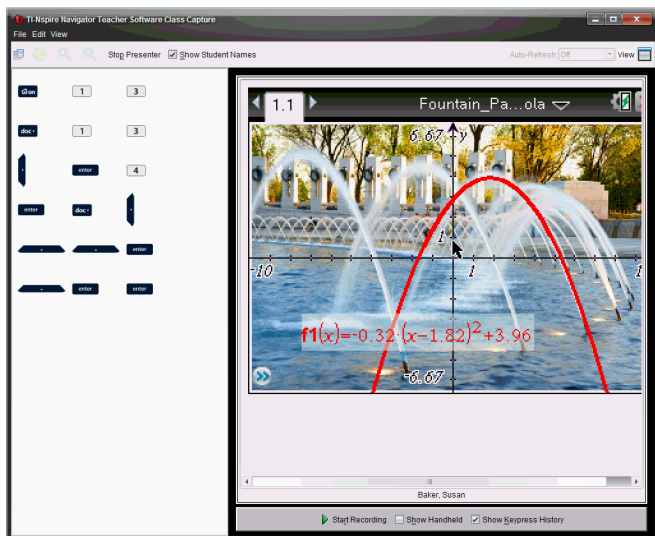 TI-Nspire Navigator Teacher Software Class Capture
File Edit View
Stop Presenter Show Student Names Auto-Refresh: Off View
on 1 3
doc 1 3
enter 4
enter doc
enter
enter enter
1.1 Fountain_Pa...ola
6.67 y
1
-10 1 1
f1(x)=-0.32·(x-1.82)2+3.96
-6.67
Baker, Susan
Start Recording Show Handheld Show Keypress History